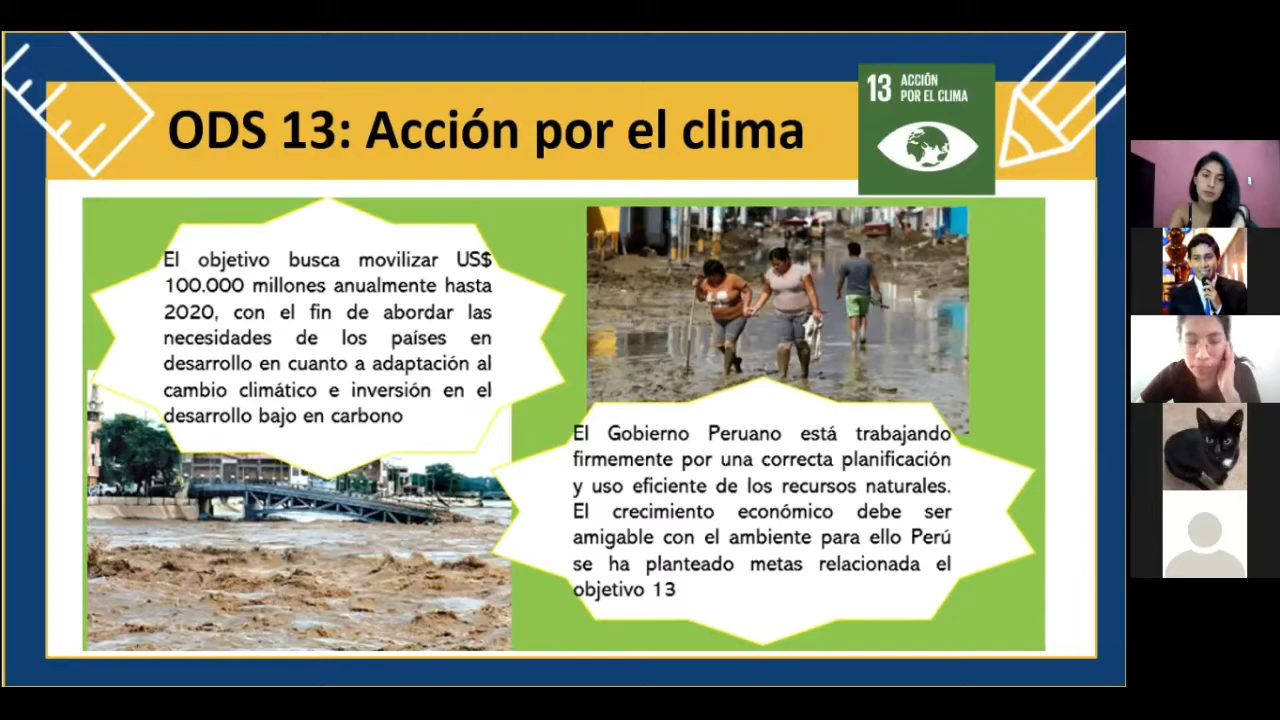 ODS 13: Acción por el clima
13 ACCIÓN
POR EL CLIMA
El objetivo busca movilizar US$
100.000 millones anualmente hasta
2020, con el fin de abordar las
necesidades de los países en
desarrollo en cuanto a adaptación al
cambio climático e inversión en el
desarrollo bajo en carbono
El Gobierno Peruano está trabajando
firmemente por una correcta planificación
y uso eficiente de los recursos naturales.
El crecimiento económico debe ser
amigable con el ambiente para ello Perú
se ha planteado metas relacionada el
objetivo 13